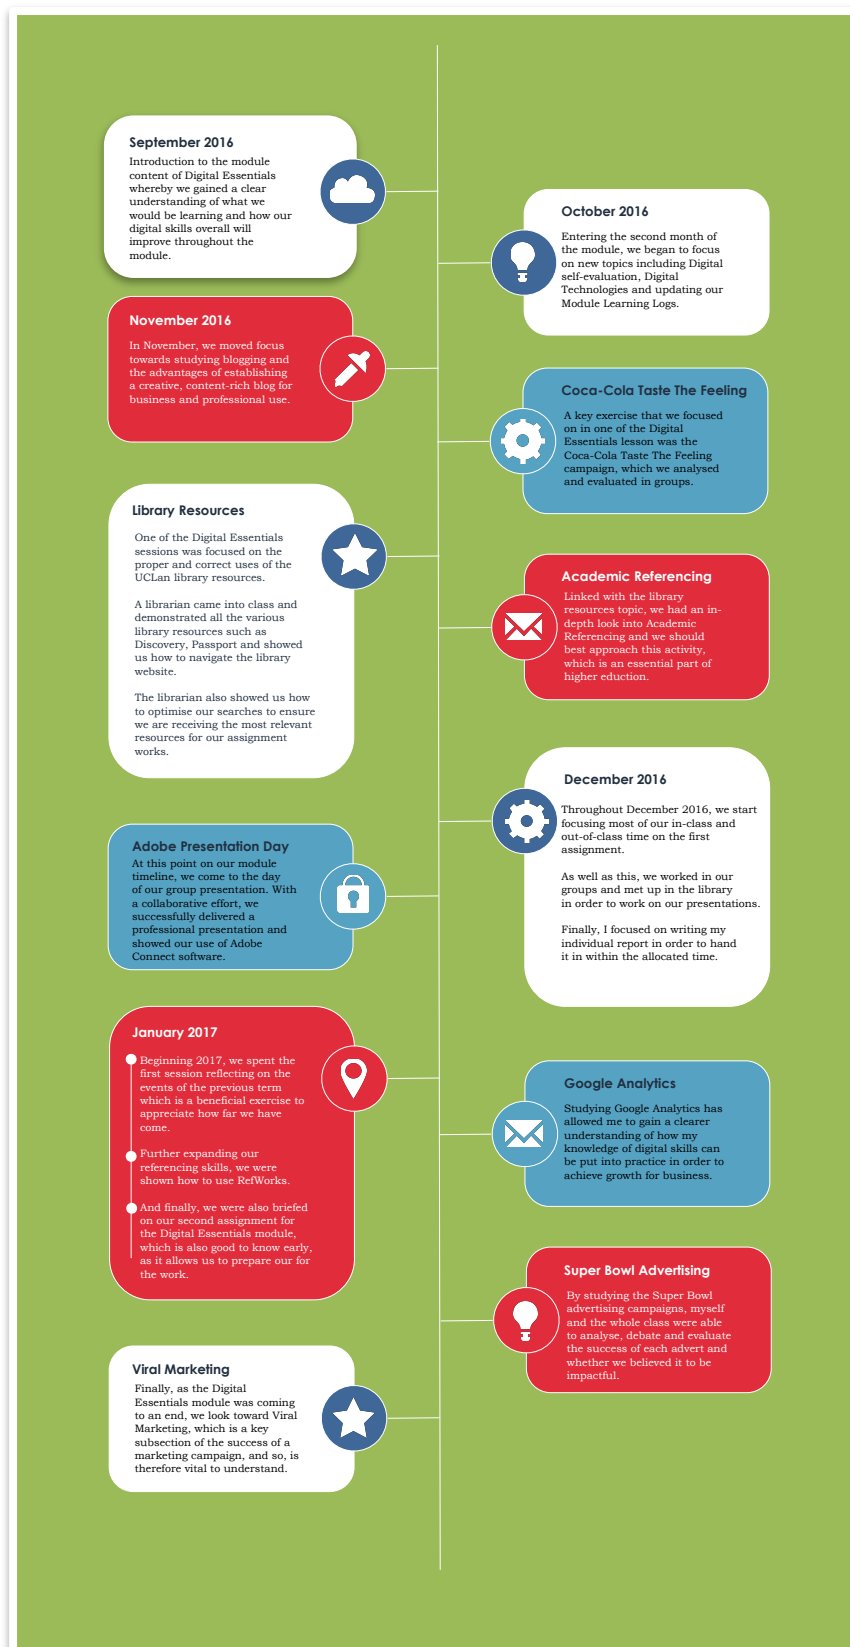 September 2016
Introduction to the module
content of Digital Essentials
whereby we gained a clear
understanding of what we
would be learning and how our
digital skills overall will
improve throughout the
module.
October 2016
Entering the second month of
the module, we began to focus
on new topics including Digital
self-evaluation, Digital
Technologies and updating our
Module Learning Logs.
November 2016
In November, we moved focus
towards studying blogging and
the advantages of establishing
a creative, content-rich blog for
business and professional use.
Coca-Cola Taste The Feeling
A key exercise that we focused
on in one of the Digital
Essentials lesson was the
Coca-Cola Taste The Feeling
campaign, which we analysed
and evaluated in groups.
Library Resources
One of the Digital Essentials
sessions was focused on the
proper and correct uses of the
UCLan library resources.
A librarian came into class and
demonstrated all the various
library resources such as
Discovery, Passport and showed
us how to navigate the library
website.
The librarian also showed us how
to optimise our searches to ensure
we are receiving the most relevant
resources for our assignment
works.
Academic Referencing
Linked with the library
resources topic, we had an in-
depth look into Academic
Referencing and we should
best approach this activity,
which is an essential part of
higher eduction.
December 2016
Throughout December 2016, we start
focusing most of our in-class and
out-of-class time on the first
assignment.
As well as this, we worked in our
groups and met up in the library
in order to work on our presentations.
Finally, I focused on writing my
individual report in order to hand
it in within the allocated time.
Adobe Presentation Day
At this point on our module
timeline, we come to the day
of our group presentation. With
a collaborative effort, we
successfully delivered a
professional presentation and
showed our use of Adobe
Connect software.
January 2017
Beginning 2017, we spent the
first session reflecting on the
events of the previous term
which is a beneficial exercise to
appreciate how far we have
come.
Further expanding our
referencing skills, we were
shown how to use RefWorks.
And finally, we were also briefed
on our second assignment for
the Digital Essentials module,
which is also good to know early,
as it allows us to prepare our for
the work.
Google Analytics
Studying Google Analytics has
allowed me to gain a clearer
understanding of how my
knowledge of digital skills can
be put into practice in order to
achieve growth for business.
Super Bowl Advertising
By studying the Super Bowl
advertising campaigns, myself
and the whole class were able
to analyse, debate and evaluate
the success of each advert and
whether we believed it to be
impactful.
Viral Marketing
Finally, as the Digital
Essentials module was coming
to an end, we look toward Viral
Marketing, which is a key
subsection of the success of a
marketing campaign, and so, is
therefore vital to understand.